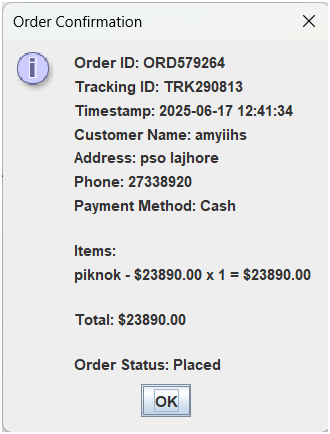 Order Confirmation
Order ID: ORD579264
Tracking ID: TRK290813
Timestamp: 2025-06-17 12:41:34
Customer Name: amyiihs
Address: pso lajhore
Phone: 27338920
Payment Method: Cash
Items:
piknok - $23890.00 x 1 = $23890.00
Total: $23890.00
Order Status: Placed
OK